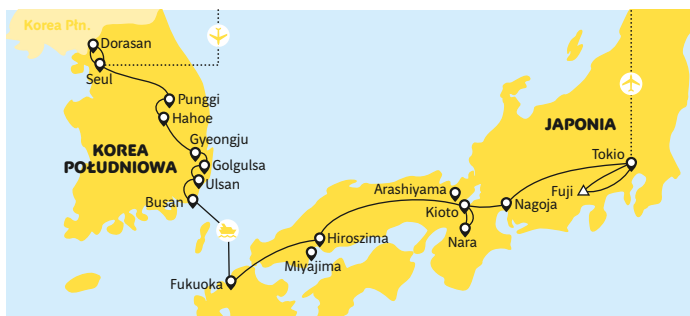 Korea Płn.
Dorasan
Seul
Punggi
Hahoe
Gyeongju
KOREA
POŁUDNIOWA
Golgulsa
Ulsan
Busan
JAPONIA
Tokio
Arashiyama
Fuji
Kioto
Nagoja
Nara
Hiroszima
Miyajima
Fukuoka